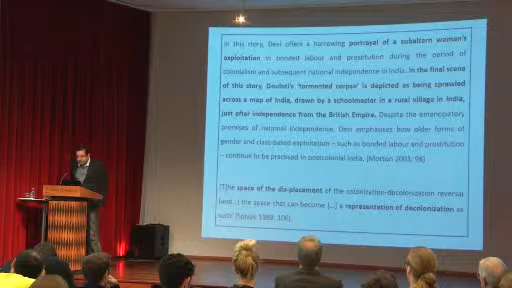 In this story, Devi offers a harrowing portrayal of a subaltern woman's
exploitation in bonded labour and prostitution during the period of
colonialism and subsequent national independence in India. In the final scene
of this story, Douloti's 'tormented corpse' is depicted as being sprawled
across a map of India, drawn by a schoolmaster in a rural village in India,
just after independence from the British Empire. Despite the emancipatory
promises of national independence, Devi emphasises how older forms of
gender and class-based exploitation – such as bonded labour and prostitution
– continue to be practised in postcolonial India. (Morton 2003, 96)
[T]he space of the dis-placement of the colonization-decolonization reversal
[and...] the space that can become [...] a representation of decolonization as
such (Spivak 1989: 106).